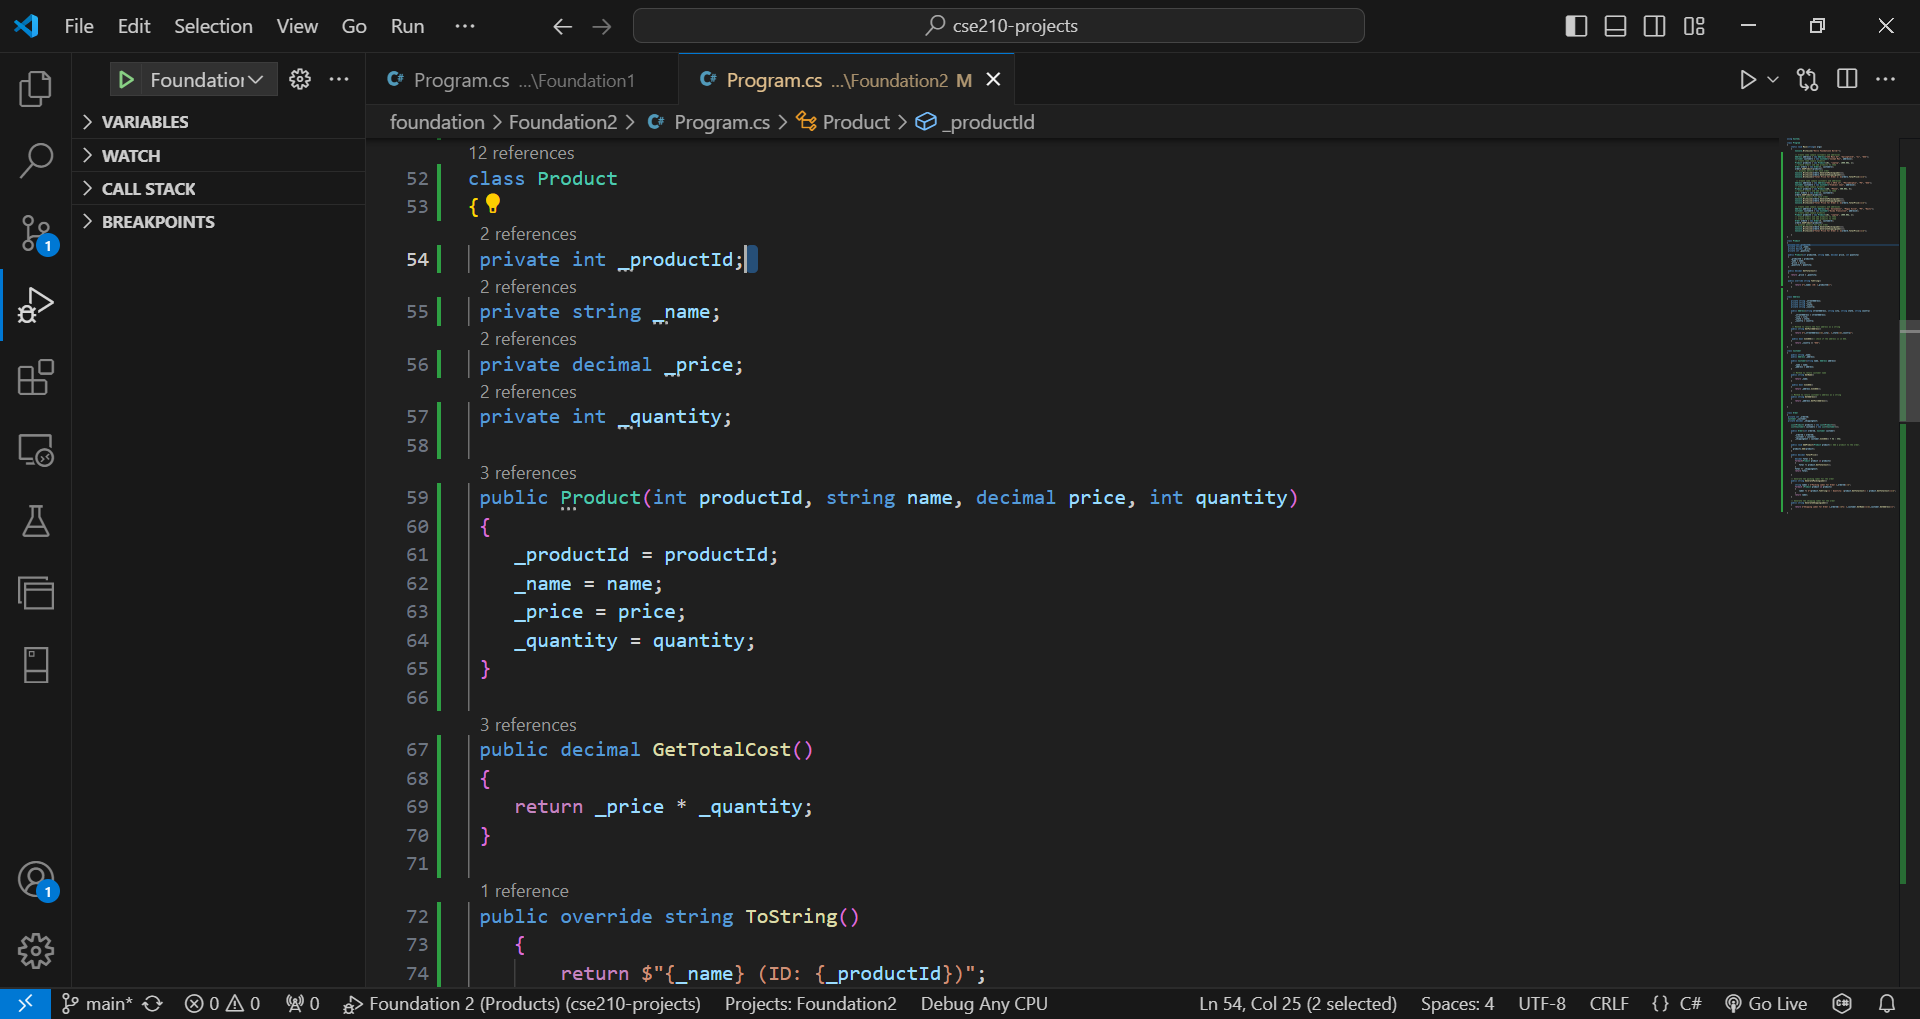 File Edit Selection View Go Run ··· cse210-projects
Foundation ··· Program.cs ...\Foundation1 Program.cs ...\Foundation2 M
VARIABLES
WATCH
CALL STACK
BREAKPOINTS
foundation > Foundation2 > Program.cs > Product > _productId
12 references
52 class Product
53 {
2 references
54 private int _productId;
2 references
55 private string _name;
2 references
56 private decimal _price;
2 references
57 private int _quantity;
58
3 references
59 public Product(int productId, string name, decimal price, int quantity)
60 {
61 _productId = productId;
62 _name = name;
63 _price = price;
64 _quantity = quantity;
65 }
66
3 references
67 public decimal GetTotalCost()
68 {
69 return _price * _quantity;
70 }
71
1 reference
72 public override string ToString()
73 {
74 return $"{_name} (ID: {_productId})";
1
1
main* 0 0 0 Foundation 2 (Products) (cse210-projects) Projects: Foundation2 Debug Any CPU Ln 54, Col 25 (2 selected) Spaces: 4 UTF-8 CRLF {} C# Go Live